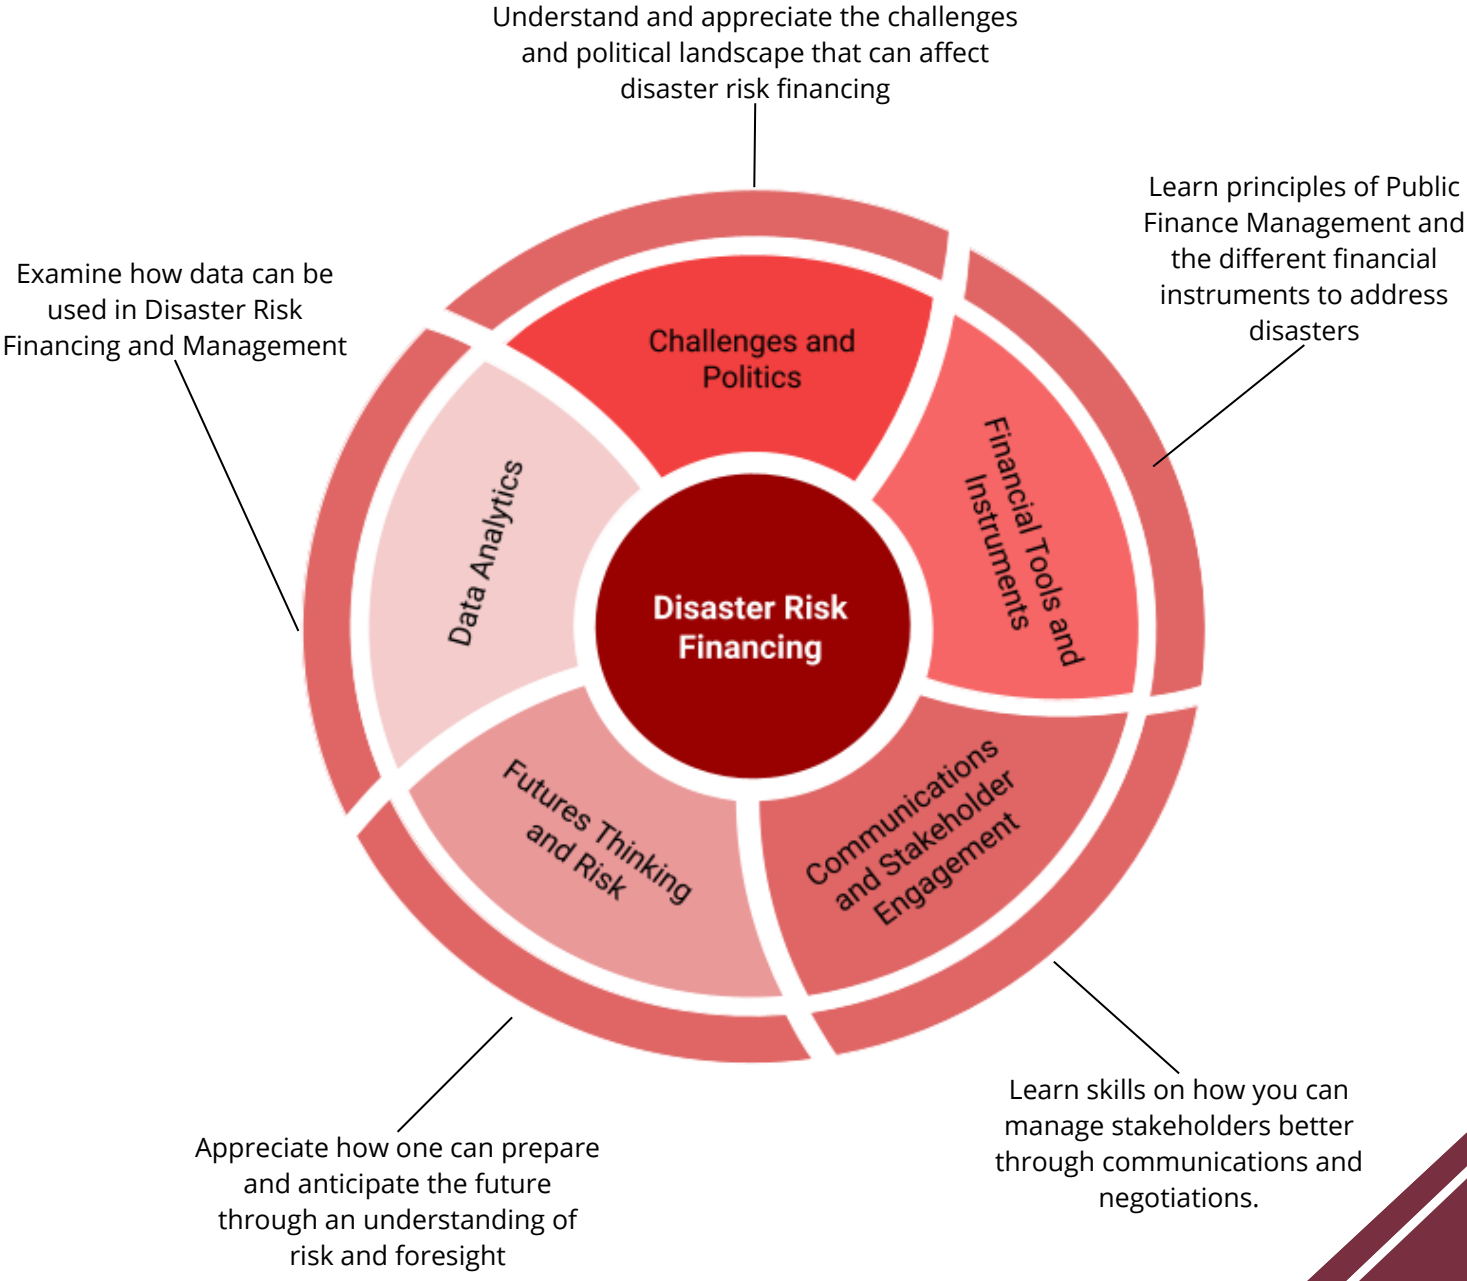 Understand and appreciate the challenges
and political landscape that can affect
disaster risk financing
Learn principles of Public
Finance Management and
the different financial
instruments to address
disasters
Examine how data can be
used in Disaster Risk
Financing and Management
Challenges and
Politics
Financial Tools and
Instruments
Data Analytics
Disaster Risk
Financing
Futures Thinking
and Risk
Communications
and Stakeholder
Engagement
Learn skills on how you can
manage stakeholders better
through communications and
negotiations.
Appreciate how one can prepare
and anticipate the future
through an understanding of
risk and foresight